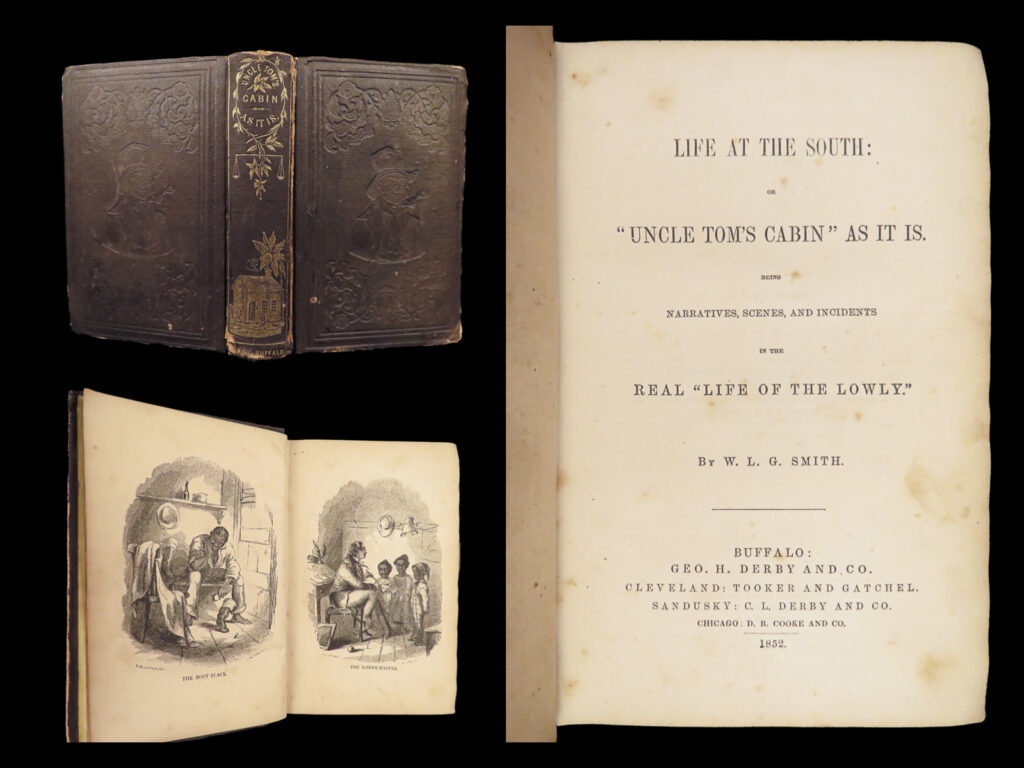 UNCLE TOM'S
CABIN
AS IT IS.
BUFFALO
THE BOOT BLACK.
THE SCHOOLMASTER.
LIFE AT THE SOUTH:
OR
"UNCLE TOM'S CABIN" AS IT IS.
BEING
NARRATIVES, SCENES, AND INCIDENTS
IN THE
REAL "LIFE OF THE LOWLY."
By W. L. G. SMITH.
BUFFALO:
GEO. H. DERBY AND CO.
CLEVELAND: TOOKER AND GATCHEL.
SANDUSKY: C. L. DERBY AND CO.
CHICAGO: D. B. COOKE AND CO.
1852.